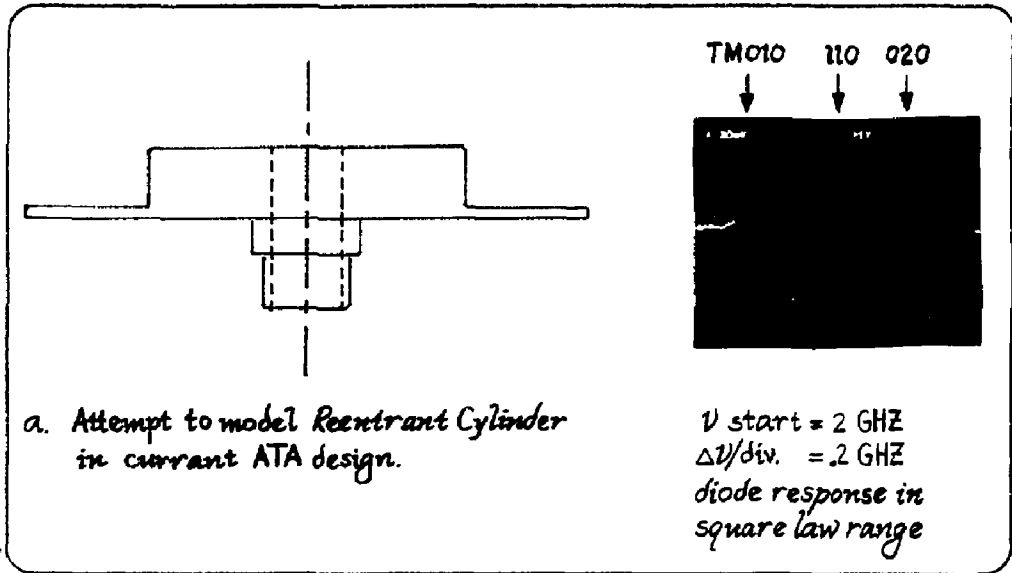 TM010 110 020
a. Attempt to model Reentrant Cylinder
in currant ATA design.
ν start = 2 GHZ
Δν/div. = .2 GHZ
diode response in
square law range